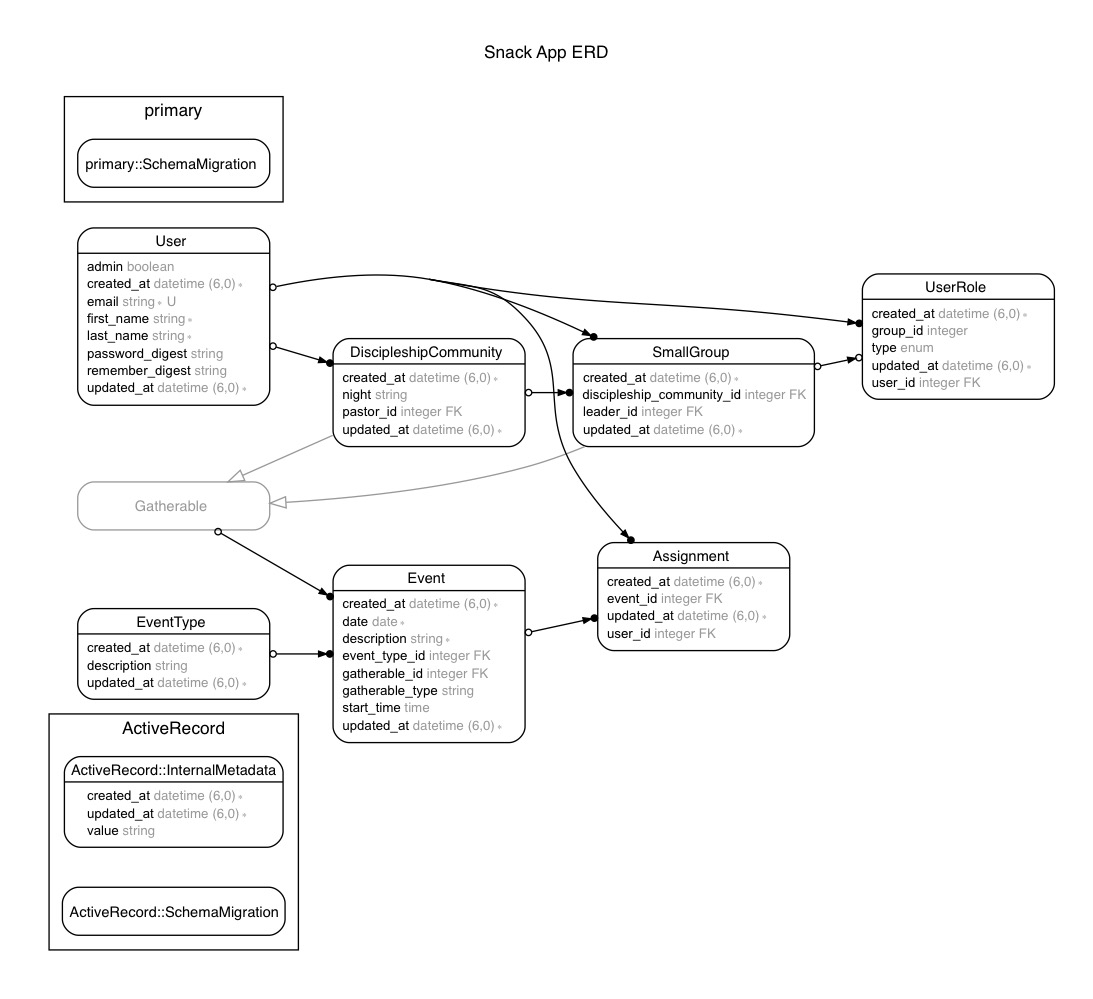 Snack App ERD
primary
primary::SchemaMigration
User
admin boolean
created_at datetime (6,0) *
email string * U
first_name string *
last_name string *
password_digest string
remember_digest string
updated_at datetime (6,0) *
DiscipleshipCommunity
created_at datetime (6,0) *
night string
pastor_id integer FK
updated_at datetime (6,0) *
SmallGroup
created_at datetime (6,0) *
discipleship_community_id integer FK
leader_id integer FK
updated_at datetime (6,0) *
UserRole
created_at datetime (6,0) *
group_id integer
type enum
updated_at datetime (6,0) *
user_id integer FK
Gatherable
Event
created_at datetime (6,0) *
date date *
description string *
event_type_id integer FK
gatherable_id integer FK
gatherable_type string
start_time time
updated_at datetime (6,0) *
Assignment
created_at datetime (6,0) *
event_id integer FK
updated_at datetime (6,0) *
user_id integer FK
EventType
created_at datetime (6,0) *
description string
updated_at datetime (6,0) *
ActiveRecord
ActiveRecord::InternalMetadata
created_at datetime (6,0) *
updated_at datetime (6,0) *
value string
ActiveRecord::SchemaMigration